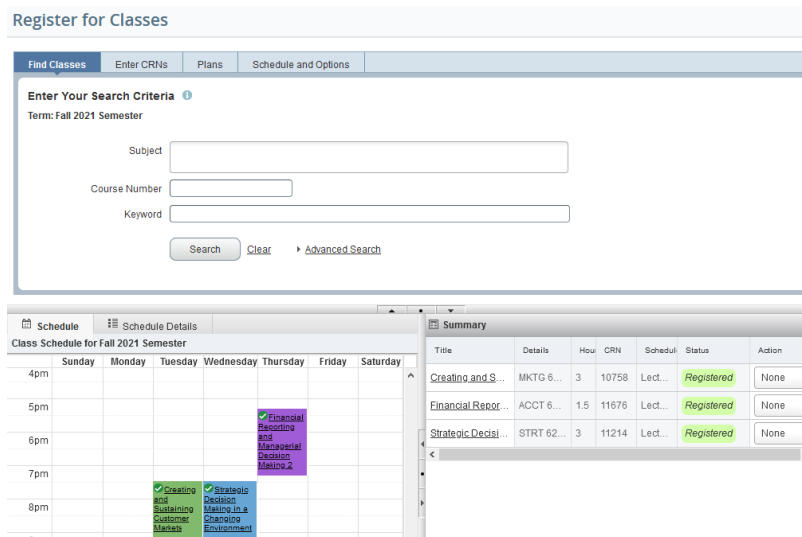 Register for Classes
Find Classes
Enter CRNs
Plans
Schedule and Options
Enter Your Search Criteria
Term: Fall 2021 Semester
Subject
Course Number
Keyword
Search Clear Advanced Search
Schedule
Schedule Details
Class Schedule for Fall 2021 Semester
Sunday Monday Tuesday Wednesday Thursday Friday Saturday
4pm
5pm
6pm
7pm
8pm
Financial
Reporting
and
Managerial
Decision
Making 2
Creating
and
Sustaining
Customer
Markets
Strategic
Decision
Making in a
Changing
Environment
Summary
Title Details Hou CRN Schedul Status Action
Creating and S... MKTG 6... 3 10758 Lect... Registered None
Financial Repor... ACCT 6... 1.5 11676 Lect... Registered None
Strategic Decisi... STRT 62... 3 11214 Lect... Registered None